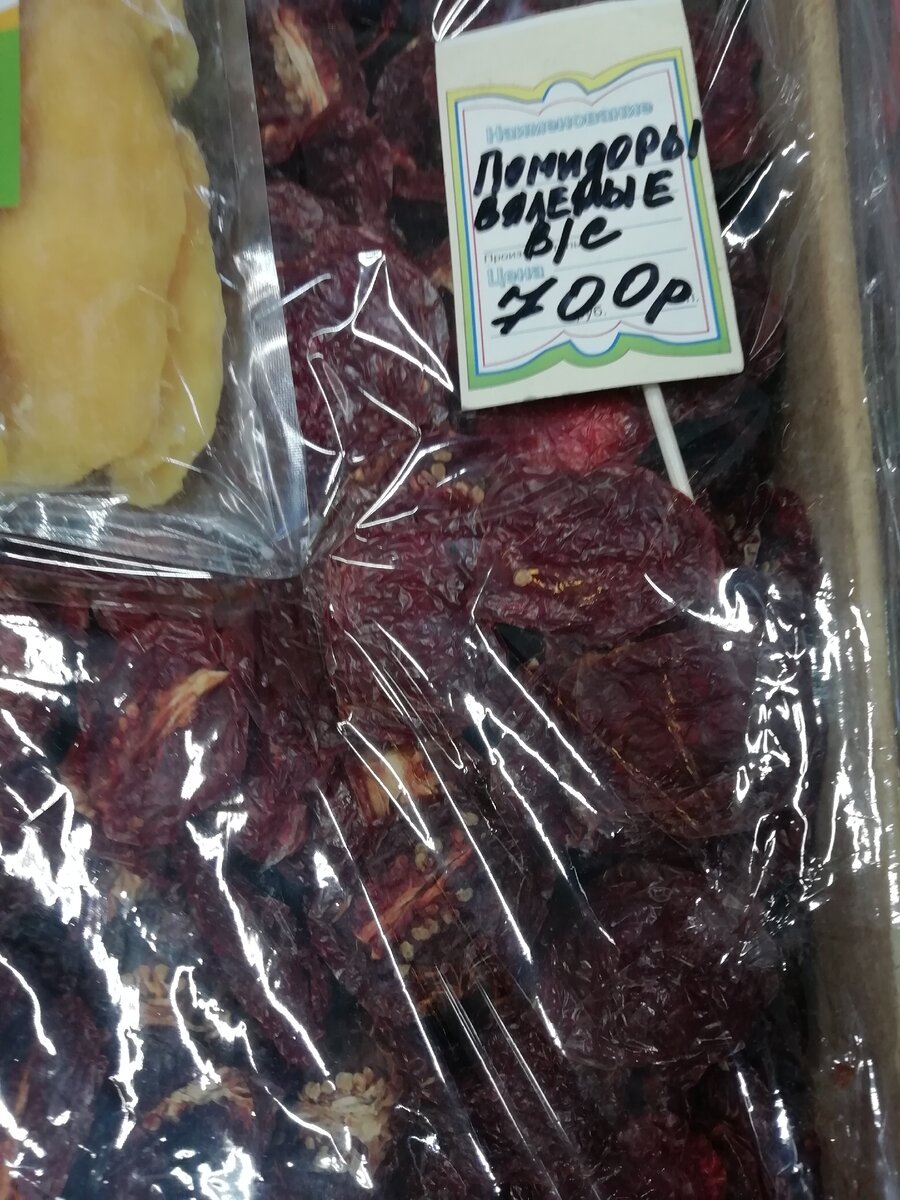 Наименование
Помидоры
вяленые
в/с
Цена
700р